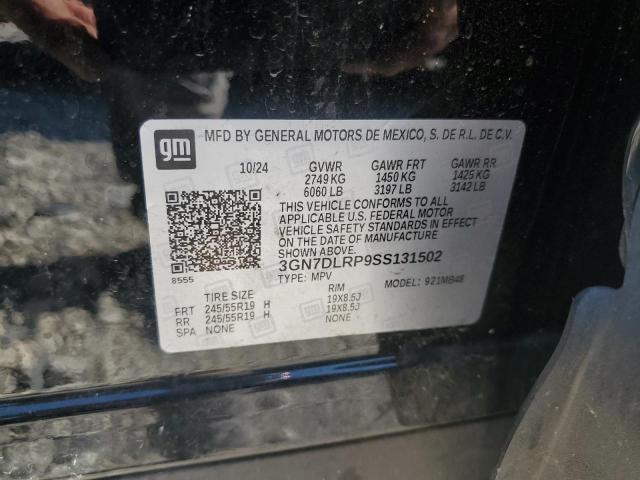 gm
MFD BY GENERAL MOTORS DE MEXICO, S. DE R.L. DE C.V.
10/24 GVWR GAWR FRT GAWR RR
2749 KG 1450 KG 1425 KG
6060 LB 3197 LB 3142 LB
THIS VEHICLE CONFORMS TO ALL
APPLICABLE U.S. FEDERAL MOTOR
VEHICLE SAFETY STANDARDS IN EFFECT
ON THE DATE OF MANUFACTURE
8555
3GN7DLRP9SS131502
TYPE: MPV MODEL: 921MB48
TIRE SIZE RIM
FRT 245/55R19 H 19X8.5J
RR 245/55R19 H 19X8.5J
SPA NONE NONE